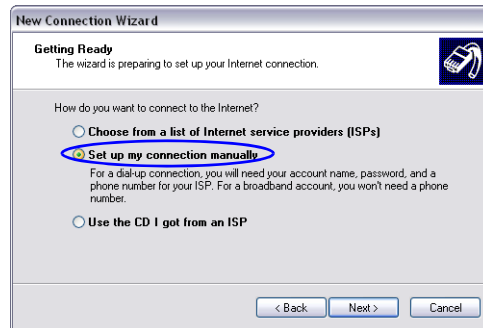 New Connection Wizard
Getting Ready
The wizard is preparing to set up your Internet connection.
How do you want to connect to the Internet?
Choose from a list of Internet service providers (ISPs)
Set up my connection manually
For a dial-up connection, you will need your account name, password, and a
phone number for your ISP. For a broadband account, you won't need a phone
number.
Use the CD I got from an ISP
< Back Next > Cancel